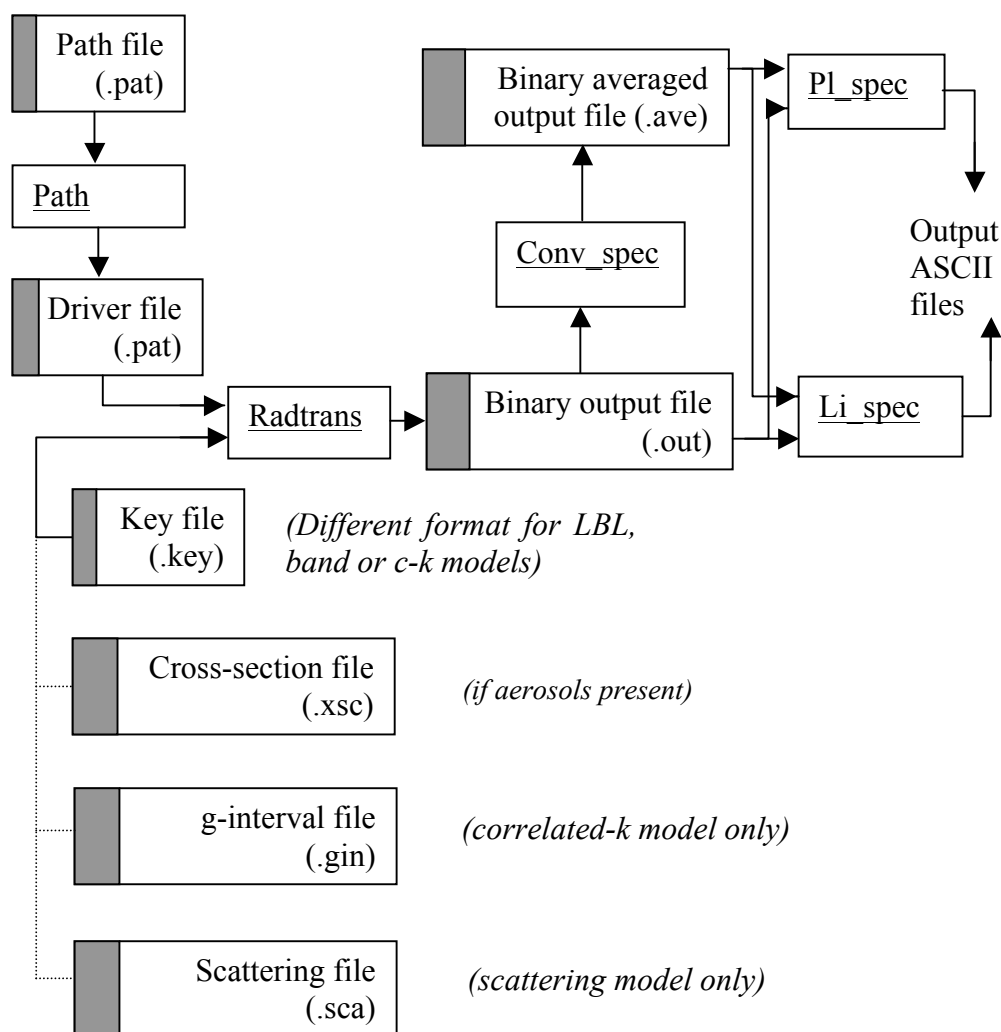 Path file
(.pat)
Path
Driver file
(.pat)
Binary averaged
output file (.ave)
Pl_spec
Conv_spec
Output
ASCII
files
Radtrans
Binary output file
(.out)
Li_spec
Key file
(.key)
(Different format for LBL,
band or c-k models)
Cross-section file
(.xsc)
(if aerosols present)
g-interval file
(.gin)
(correlated-k model only)
Scattering file
(.sca)
(scattering model only)